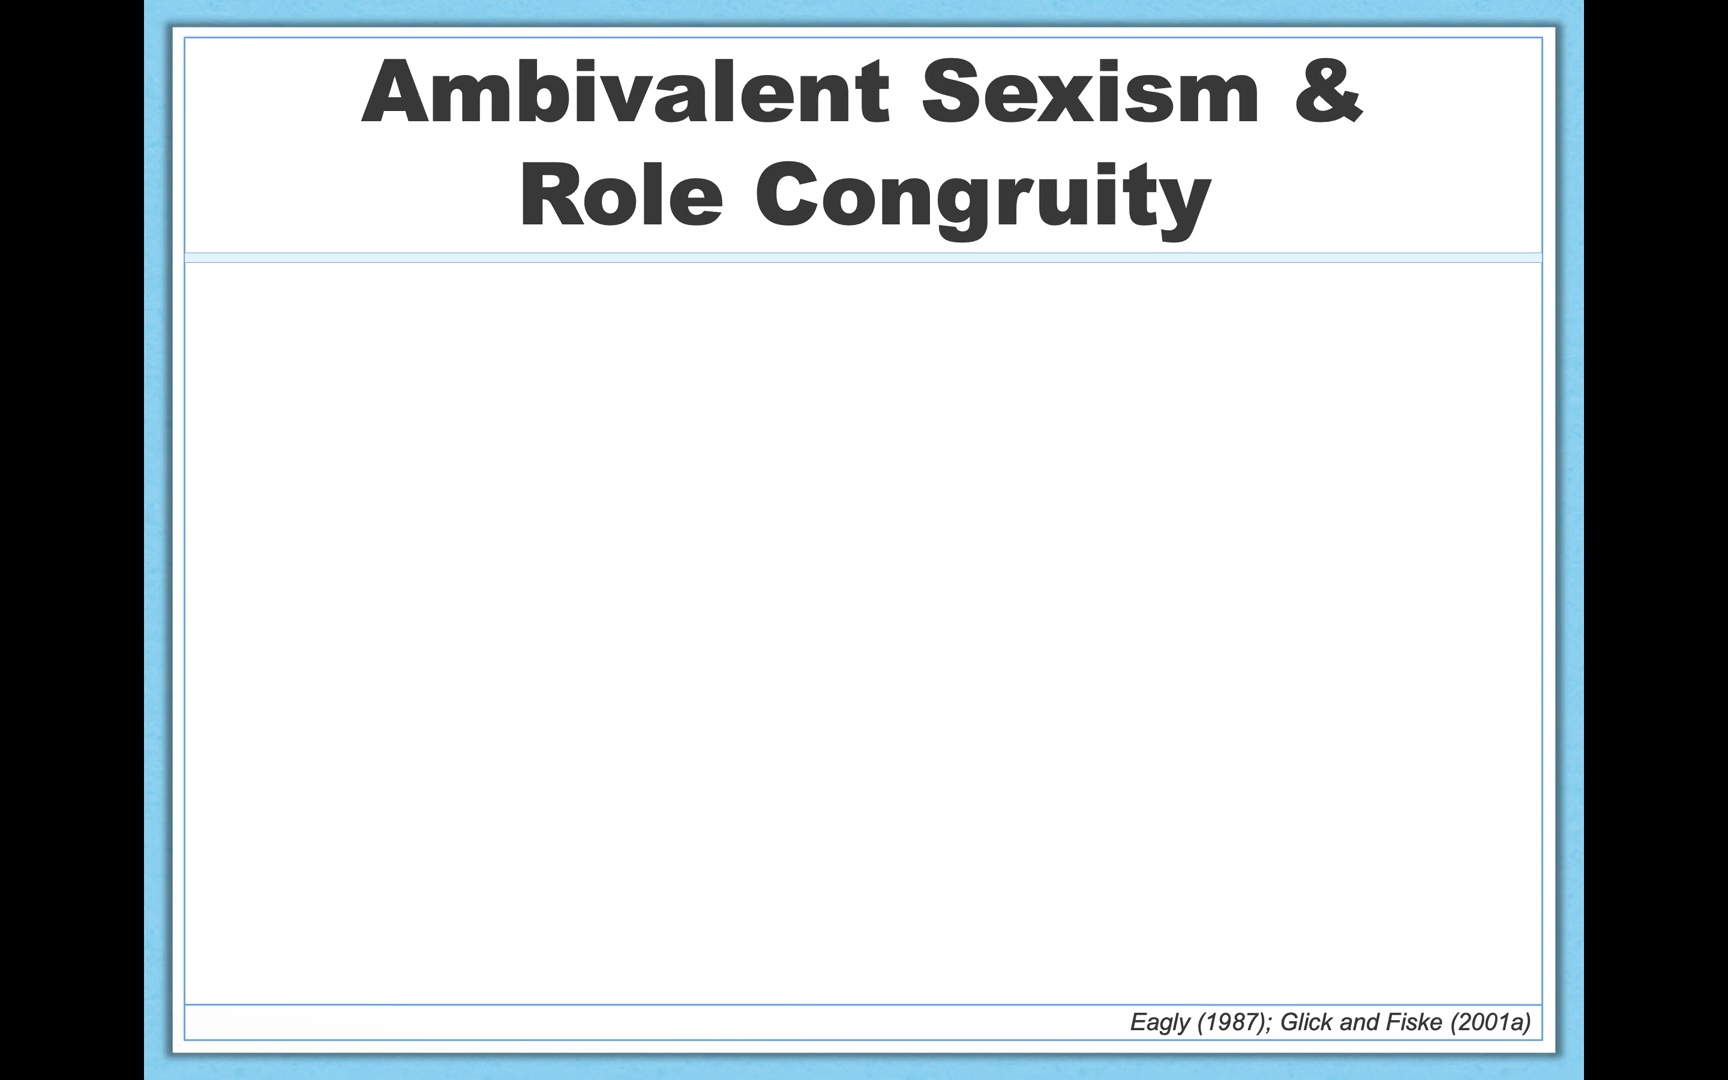 Ambivalent Sexism &
Role Congruity
Eagly (1987); Glick and Fiske (2001a)